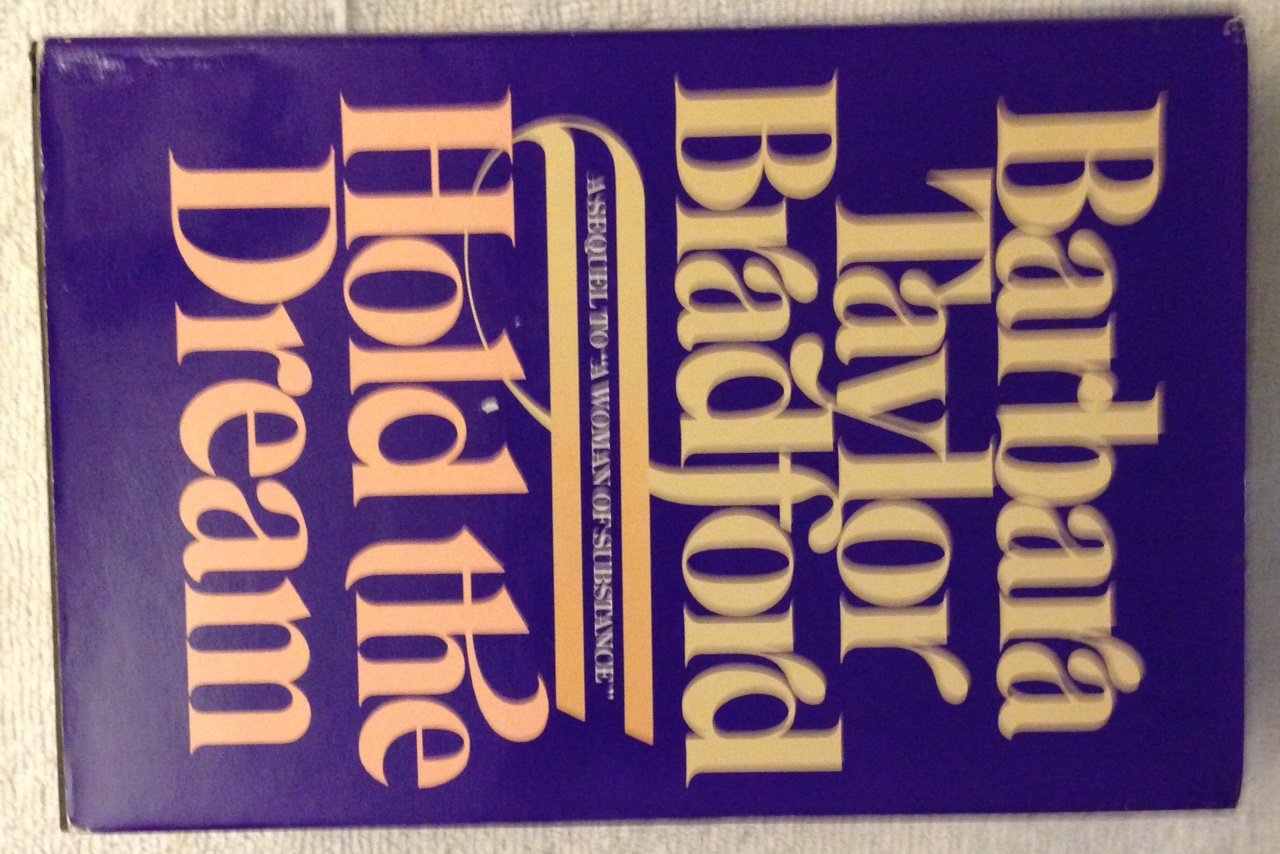 Barbara
Taylor
Bradford
A SEQUEL TO "A WOMAN OF SUBSTANCE"
Hold the
Dream